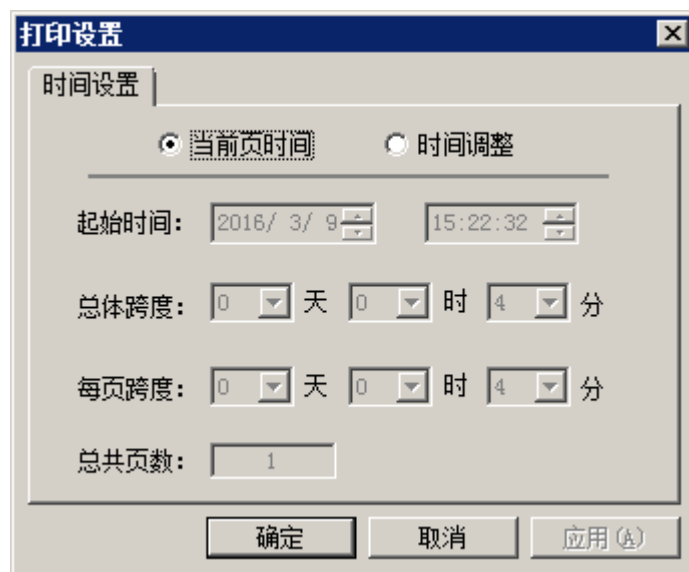 打印设置
时间设置
当前页时间 时间调整
起始时间： 2016/ 3/ 9 15:22:32
总体跨度： 0 天 0 时 4 分
每页跨度： 0 天 0 时 4 分
总共页数： 1
确定 取消 应用(A)